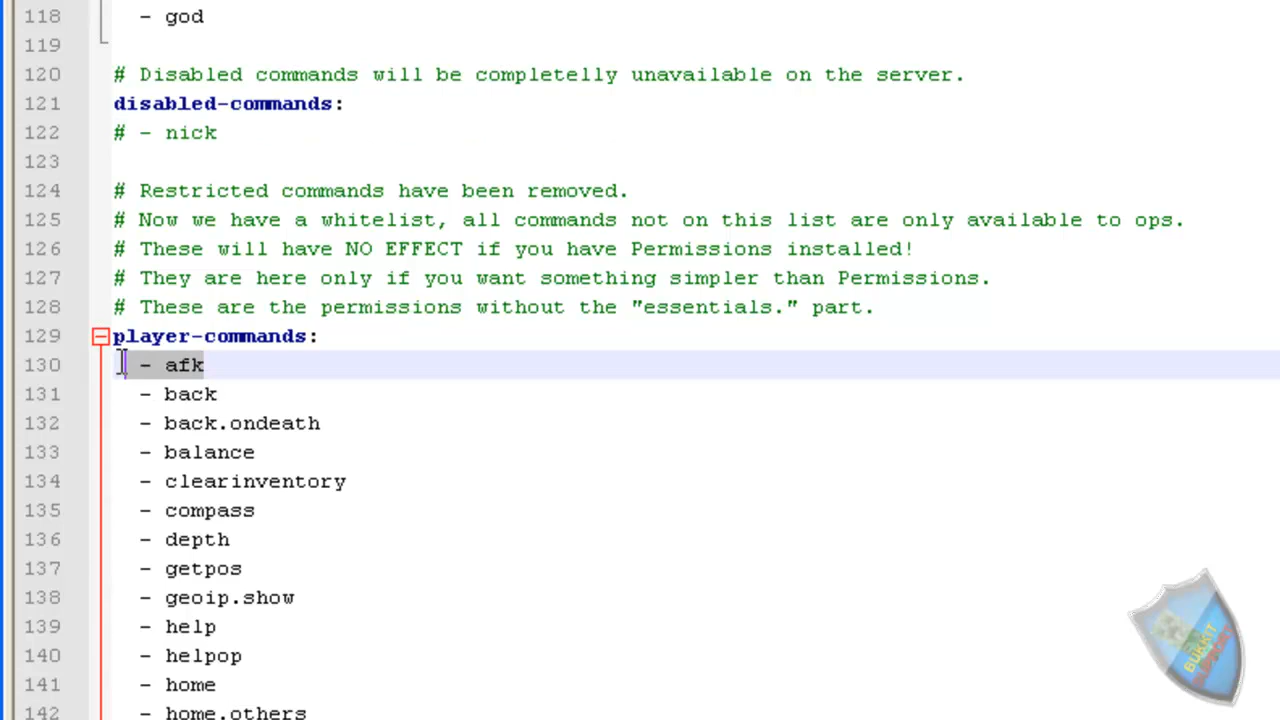 118 - god
119
120 # Disabled commands will be completelly unavailable on the server.
121 disabled-commands:
122 # - nick
123
124 # Restricted commands have been removed.
125 # Now we have a whitelist, all commands not on this list are only available to ops.
126 # These will have NO EFFECT if you have Permissions installed!
127 # They are here only if you want something simpler than Permissions.
128 # These are the permissions without the "essentials." part.
129 player-commands:
130 - afk
131 - back
132 - back.ondeath
133 - balance
134 - clearinventory
135 - compass
136 - depth
137 - getpos
138 - geoip.show
139 - help
140 - helpop
141 - home
142 - home.others
BUKKIT